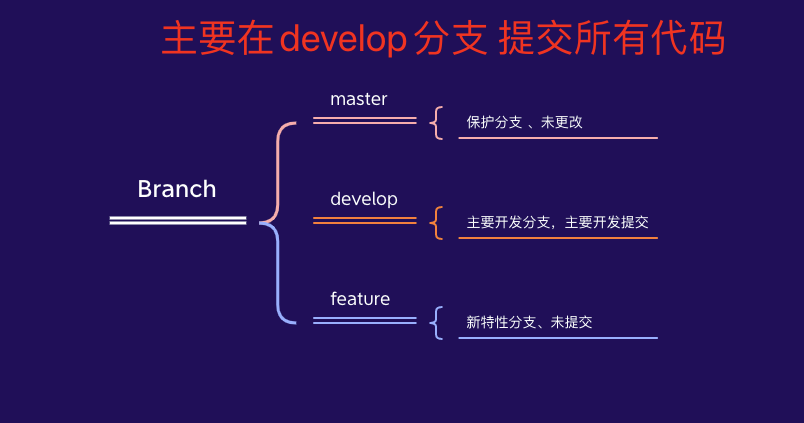 主要在develop分支 提交所有代码
Branch
master
保护分支 、未更改
develop
主要开发分支，主要开发提交
feature
新特性分支、未提交